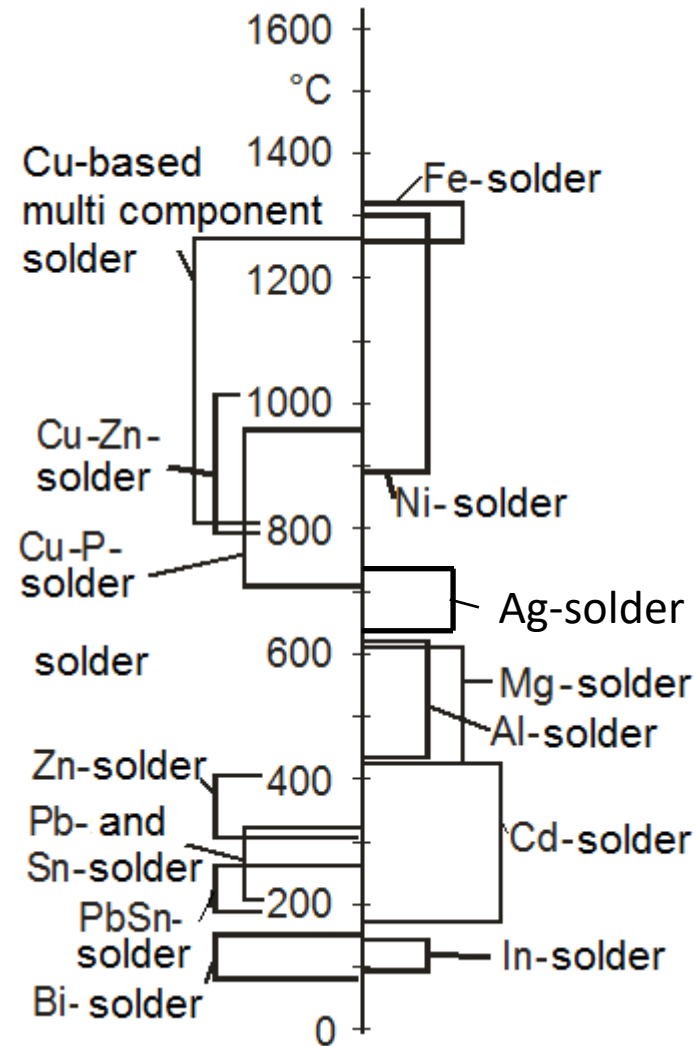 1600
°C
1400
Fe-solder
Cu-based
multi component
solder
1200
1000
Cu-Zn-
solder
Ni-solder
800
Cu-P-
solder
Ag-solder
solder
600
Mg-solder
Al-solder
Zn-solder
400
Pb- and
Sn-solder
Cd-solder
200
PbSn-
solder
In-solder
Bi-solder
0